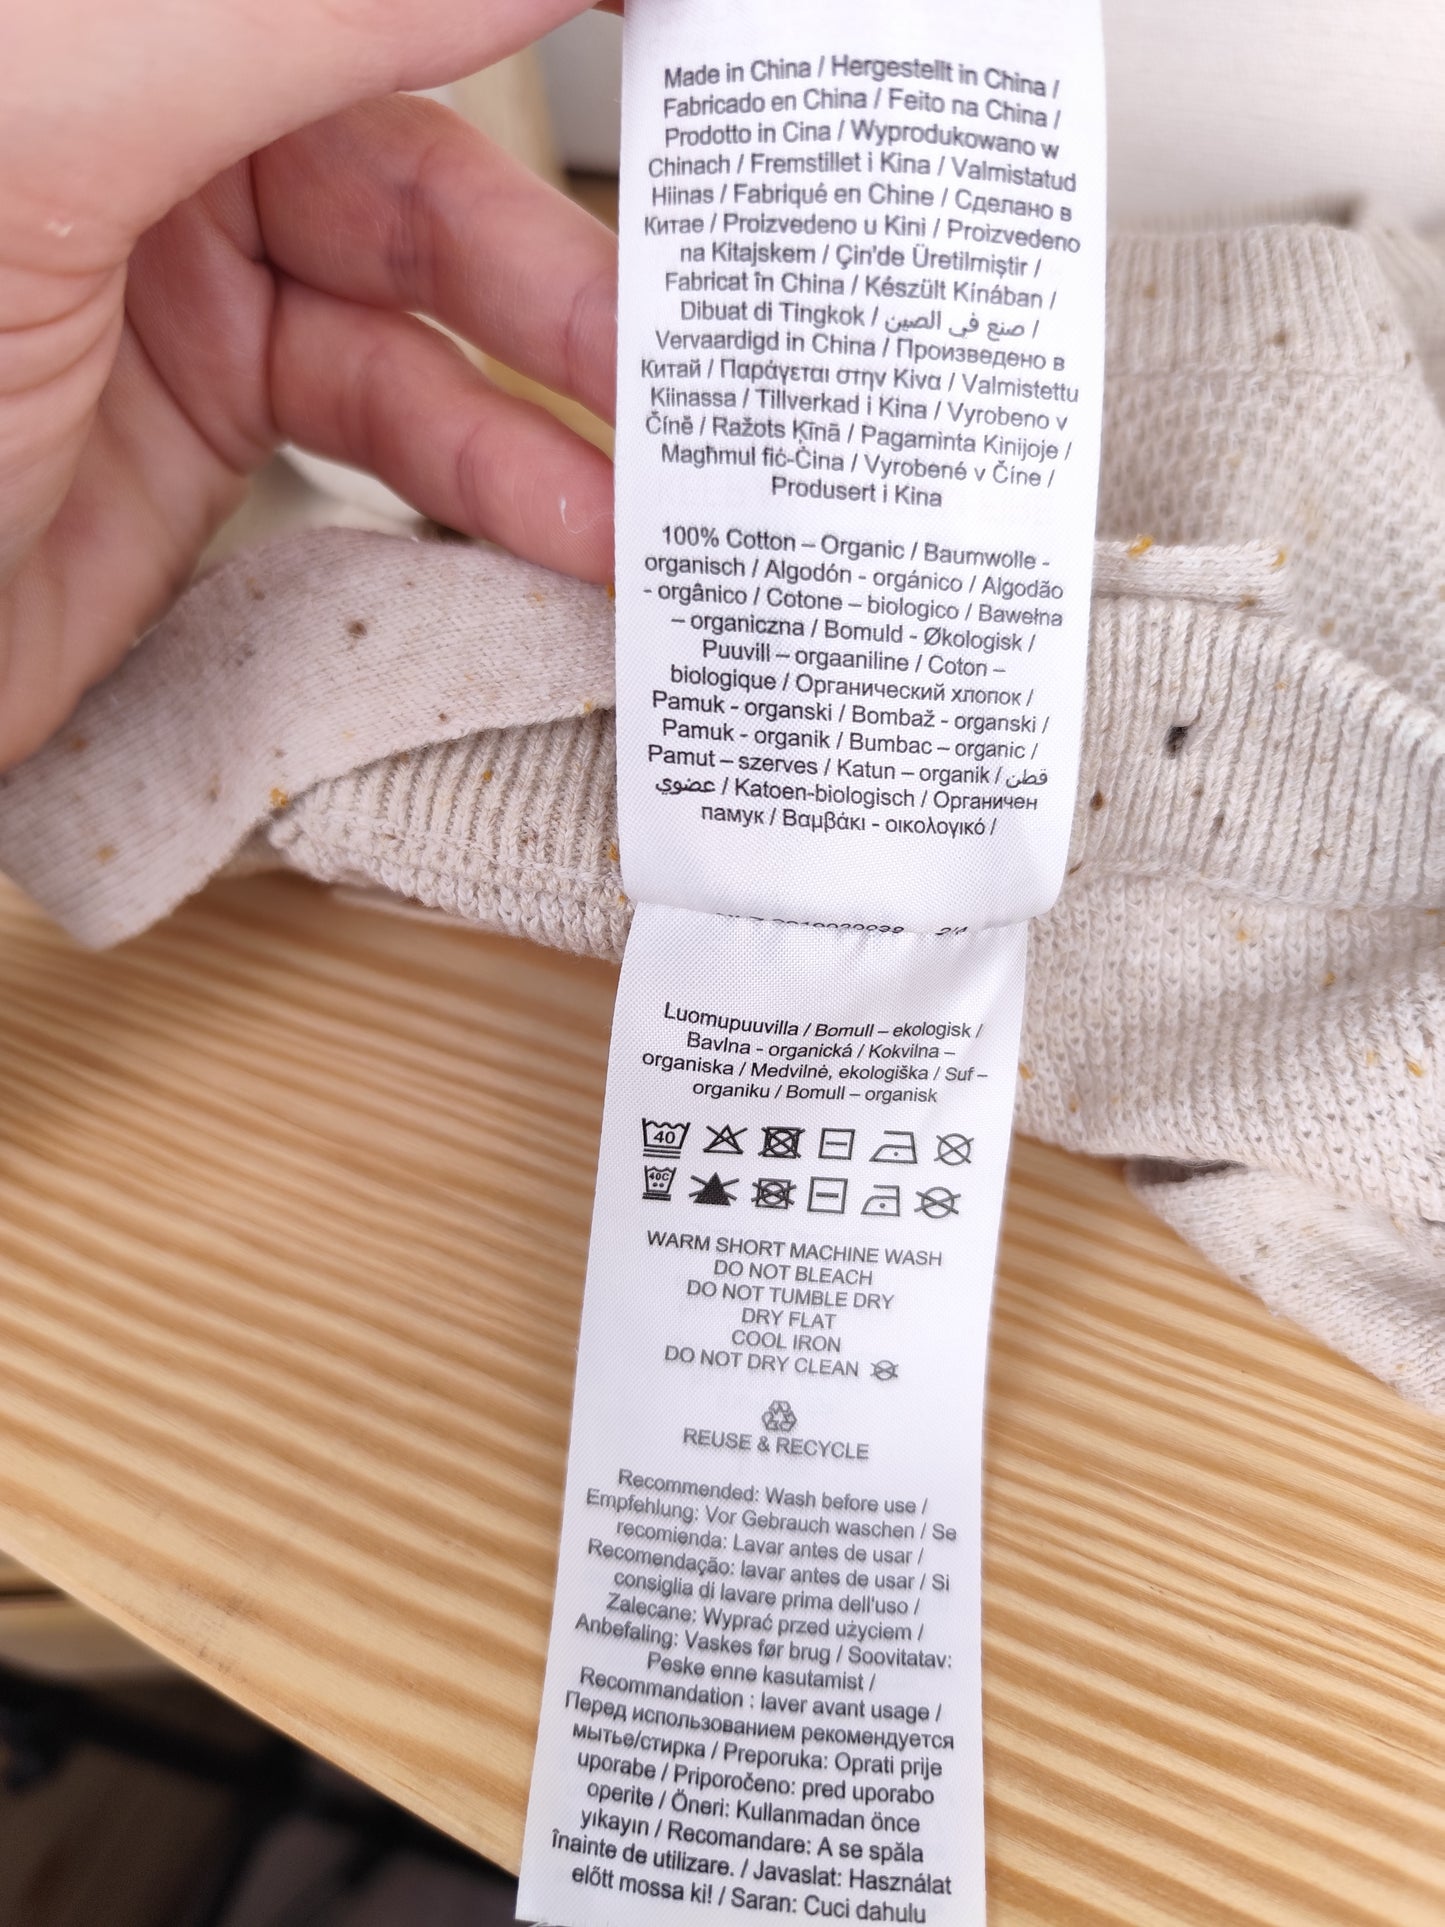 Made in China / Hergestellt in China /
Fabricado en China / Feito na China /
Prodotto in Cina / Wyprodukowano w
Chinach / Fremstillet i Kina / Valmistatud
Hiinas / Fabriqué en Chine / Сделано в
Китае / Proizvedeno u Kini / Proizvedeno
na Kitajskem / Çin'de Üretilmiştir /
Fabricat în China / Készült Kínában /
Dibuat di Tingkok / صنع في الصين /
Vervaardigd in China / Произведено в
Китай / Παράγεται στην Κίνα / Valmistettu
Kiinassa / Tillverkad i Kina / Vyrobeno v
Číně / Ražots Ķīnā / Pagaminta Kinijoje /
Magħmul fiċ-Ċina / Vyrobené v Číne /
Produsert i Kina
100% Cotton – Organic / Baumwolle -
organisch / Algodón - orgánico / Algodão
- orgânico / Cotone – biologico / Bawełna
– organiczna / Bomuld - Økologisk /
Puuvill – orgaaniline / Coton –
biologique / Органический хлопок /
Pamuk - organski / Bombaž - organski /
Pamuk - organik / Bumbac – organic /
Pamut – szerves / Katun – organik / قطن
عضوي / Katoen-biologisch / Органичен
памук / Βαμβάκι - οικολογικό /
Luomupuuvilla / Bomull – ekologisk /
Bavlna - organická / Kokvilna –
organiska / Medvilnė, ekologiška / Suf –
organiku / Bomull – organisk
40
40C
WARM SHORT MACHINE WASH
DO NOT BLEACH
DO NOT TUMBLE DRY
DRY FLAT
COOL IRON
DO NOT DRY CLEAN
REUSE & RECYCLE
Recommended: Wash before use /
Empfehlung: Vor Gebrauch waschen / Se
recomienda: Lavar antes de usar /
Recomendação: lavar antes de usar / Si
consiglia di lavare prima dell'uso /
Zalecane: Wyprać przed użyciem /
Anbefaling: Vaskes før brug / Soovitatav:
Peske enne kasutamist /
Recommandation : laver avant usage /
Перед использованием рекомендуется
мытье/стирка / Preporuka: Oprati prije
uporabe / Priporočeno: pred uporabo
operite / Öneri: Kullanmadan önce
yıkayın / Recomandare: A se spăla
înainte de utilizare. / Javaslat: Használat
előtt mossa ki! / Saran: Cuci dahulu